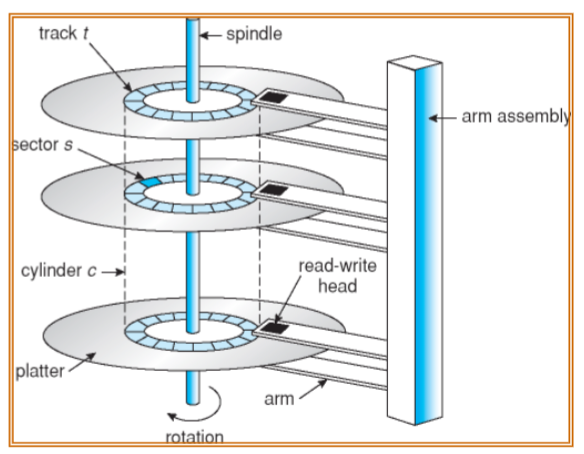 track t
spindle
arm assembly
sector s
cylinder c
read-write
head
platter
arm
rotation